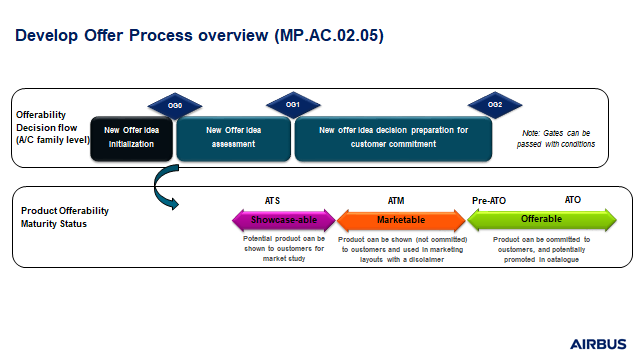 Develop Offer Process overview (MP.AC.02.05)
OG0
OG1
OG2
Offerability
Decision flow
(A/C family level)
New Offer Idea
Initialization
New Offer Idea
assessment
New offer idea decision preparation for
customer commitment
Note: Gates can be
passed with conditions
Product Offerability
Maturity Status
ATS
ATM
Pre-ATO
ATO
Showcase-able
Marketable
Offerable
Potential product can be
shown to customers for
market study
Product can be shown (not committed)
to customers and used in marketing
layouts with a disclaimer
Product can be committed to
customers, and potentially
promoted in catalogue
AIRBUS